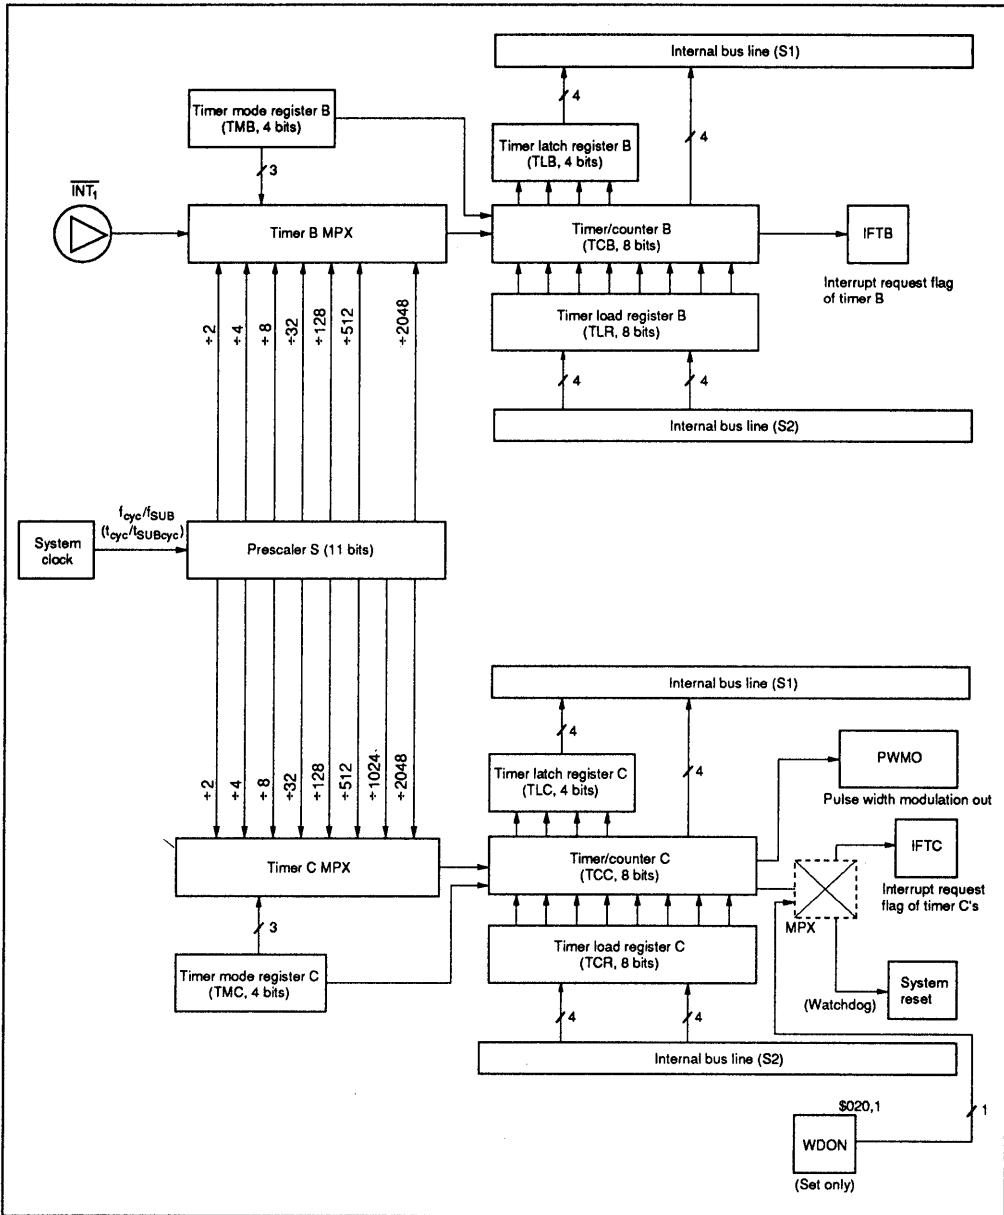 Internal bus line (S1)
4
4
Timer mode register B
(TMB, 4 bits)
3
Timer latch register B
(TLB, 4 bits)
INT1
Timer B MPX
Timer/counter B
(TCB, 8 bits)
IFTB
Interrupt request flag
of timer B
÷2
÷4
÷8
÷32
÷128
÷512
÷2048
Timer load register B
(TLR, 8 bits)
4
4
Internal bus line (S2)
fcyc/fSUB
(tcyc/tSUBcyc)
System
clock
Prescaler S (11 bits)
Internal bus line (S1)
4
4
÷2
÷4
÷8
÷32
÷128
÷512
÷1024
÷2048
Timer latch register C
(TLC, 4 bits)
PWMO
Pulse width modulation out
Timer C MPX
Timer/counter C
(TCC, 8 bits)
IFTC
Interrupt request
flag of timer C's
MPX
3
Timer mode register C
(TMC, 4 bits)
Timer load register C
(TCR, 8 bits)
System
reset
(Watchdog)
4
4
Internal bus line (S2)
$020,1
1
WDON
(Set only)